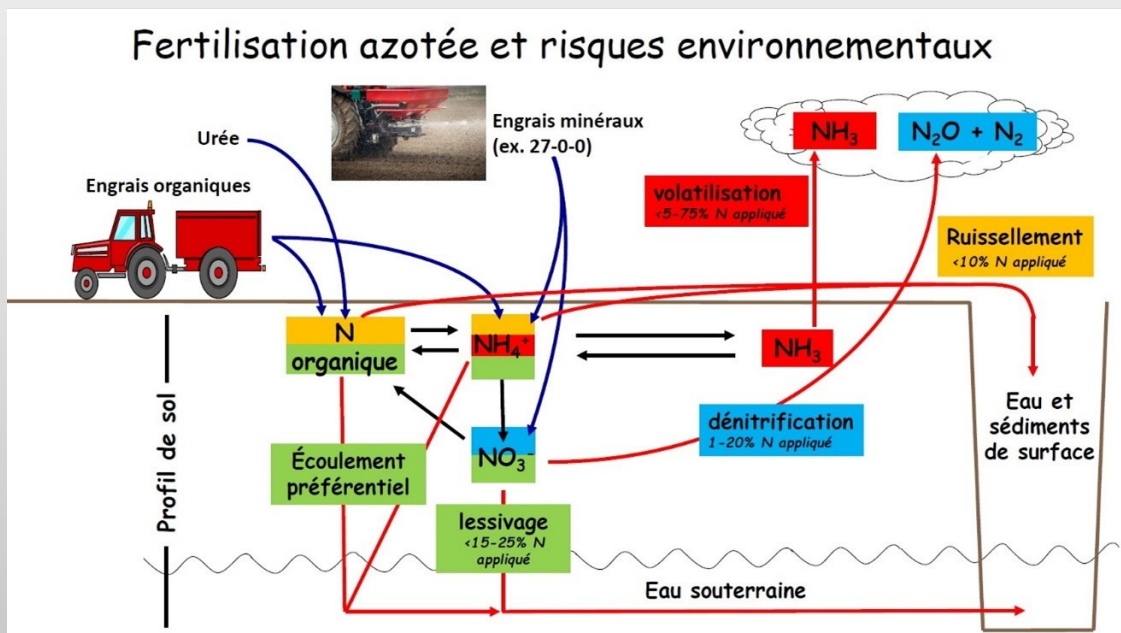 Fertilisation azotée et risques environnementaux
Urée
Engrais minéraux
(ex. 27-0-0)
Engrais organiques
NH₃
N₂O + N₂
volatilisation
<5-75% N appliqué
Ruissellement
<10% N appliqué
N
organique
NH₄⁺
NH₃
Profil de sol
dénitrification
1-20% N appliqué
Eau et
sédiments
de surface
Écoulement
préférentiel
NO₃⁻
lessivage
<15-25% N
appliqué
Eau souterraine